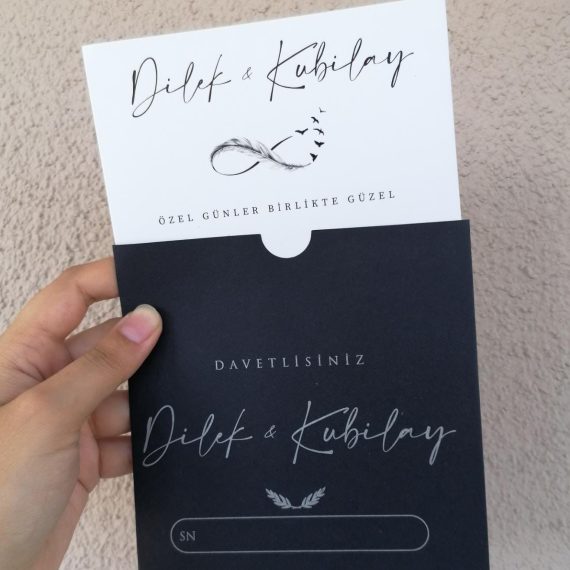 Dilek & Kubilay
ÖZEL GÜNLER BİRLİKTE GÜZEL
DAVETLİSİNİZ
Dilek & Kubilay
SN